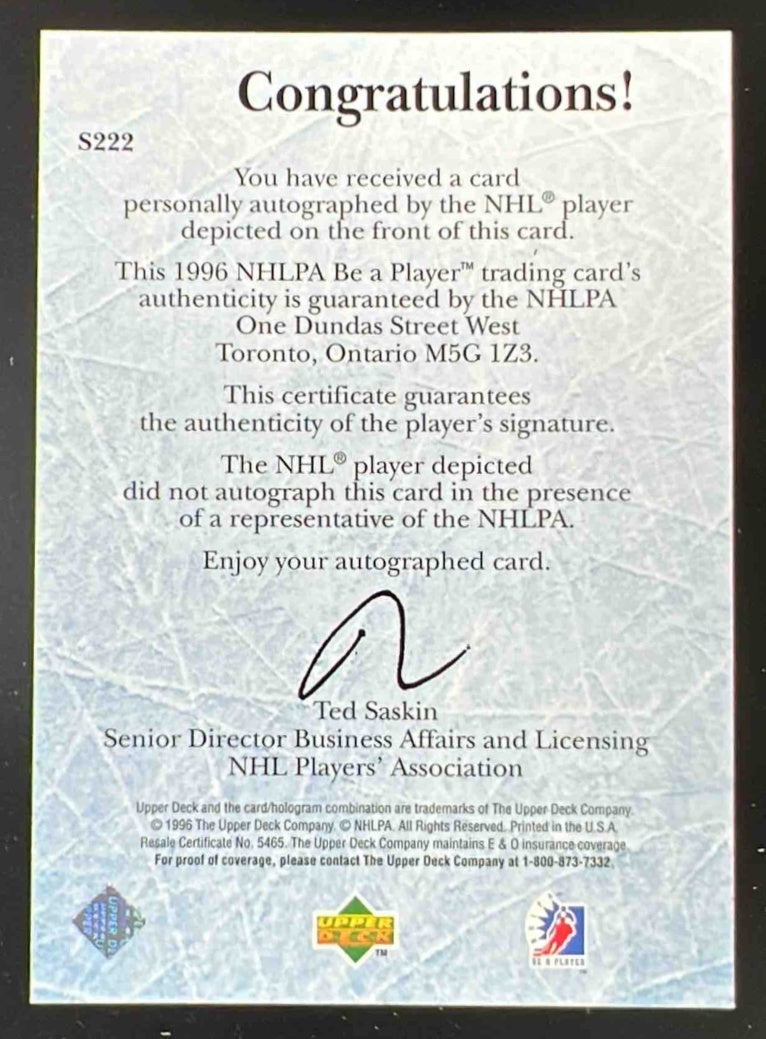 Congratulations!
S222
You have received a card
personally autographed by the NHL® player
depicted on the front of this card.
This 1996 NHLPA Be a Player™ trading card's
authenticity is guaranteed by the NHLPA
One Dundas Street West
Toronto, Ontario M5G 1Z3.
This certificate guarantees
the authenticity of the player's signature.
The NHL® player depicted
did not autograph this card in the presence
of a representative of the NHLPA.
Enjoy your autographed card.
Ted Saskin
Senior Director Business Affairs and Licensing
NHL Players' Association
Upper Deck and the card/hologram combination are trademarks of The Upper Deck Company.
© 1996 The Upper Deck Company. © NHLPA. All Rights Reserved. Printed in the U.S.A.
Resale Certificate No. 5465. The Upper Deck Company maintains E & O insurance coverage.
For proof of coverage, please contact The Upper Deck Company at 1-800-873-7332.
UPPER
DECK
™
BE A PLAYER
™